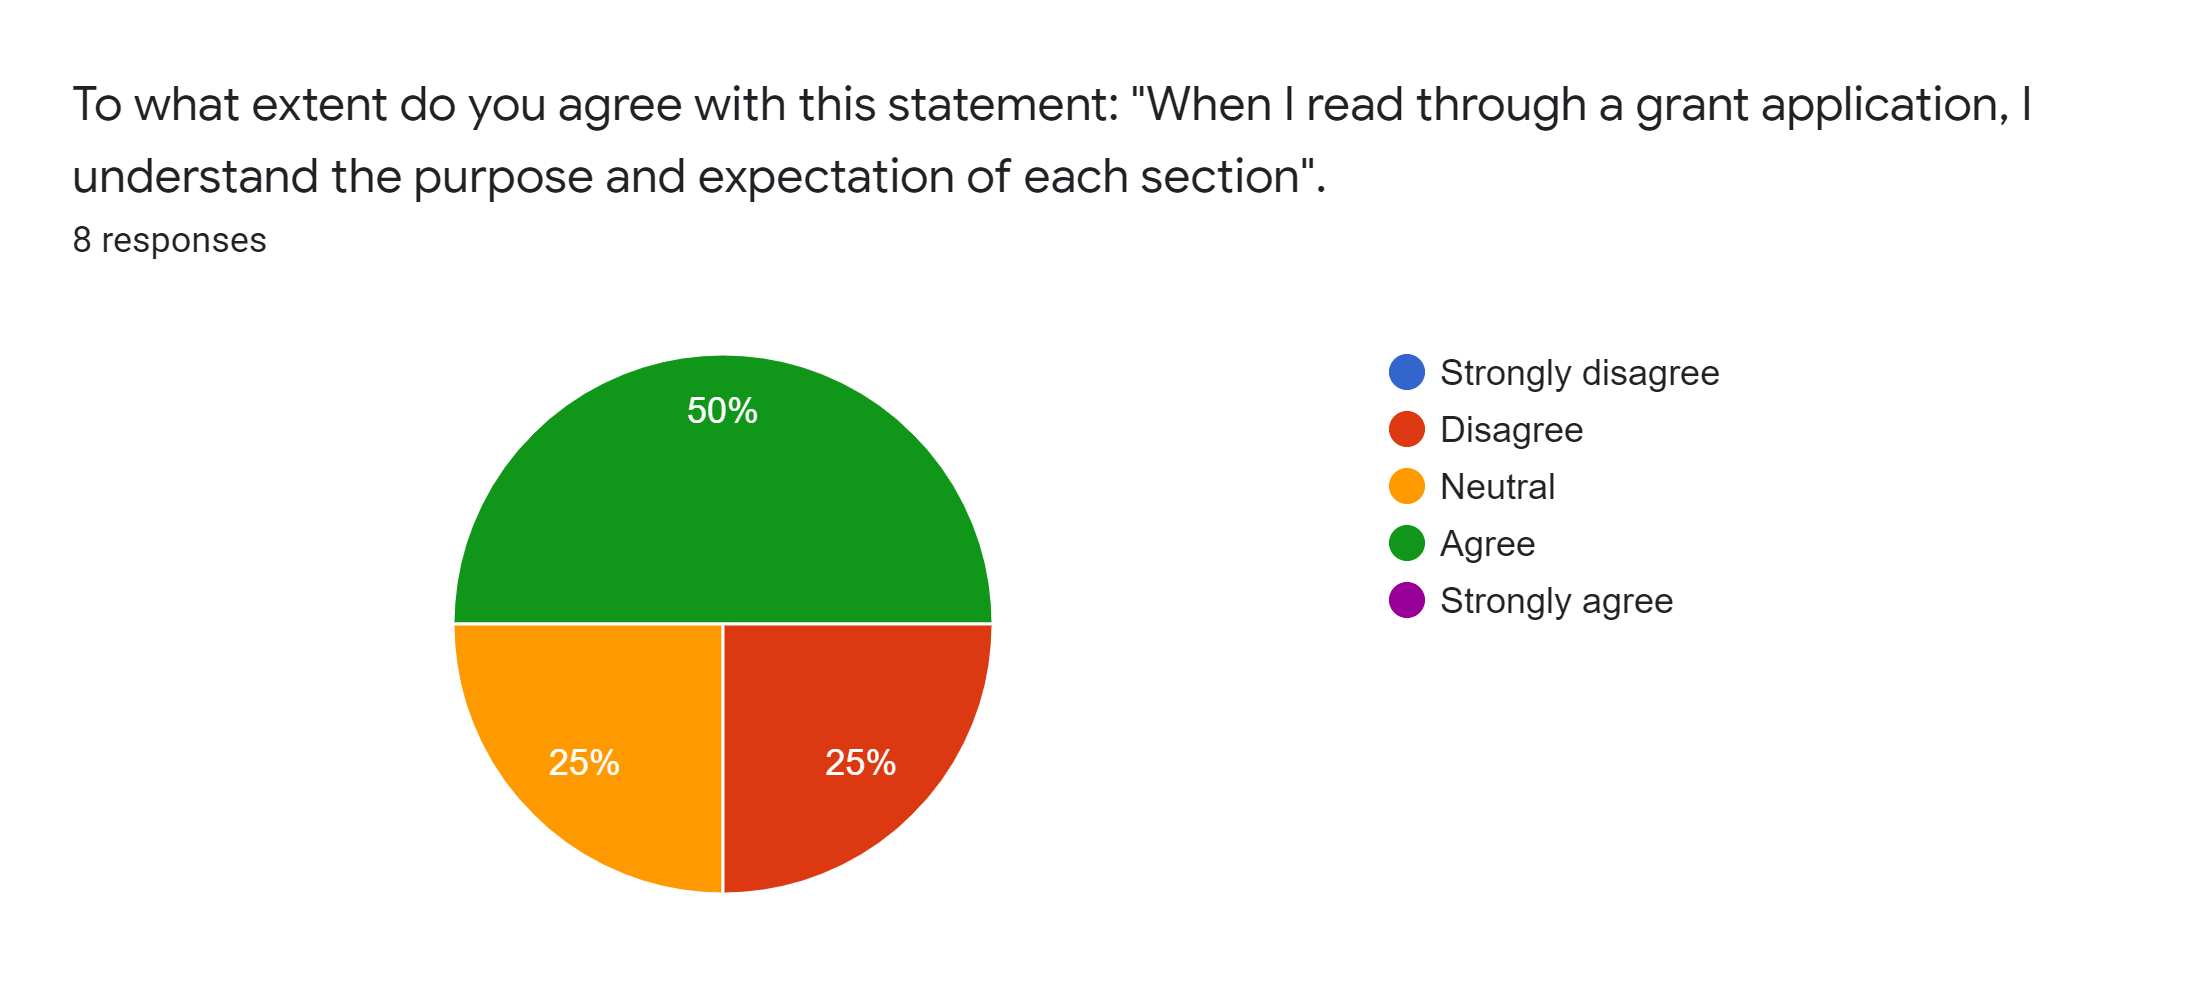 To what extent do you agree with this statement: "When I read through a grant application, I
understand the purpose and expectation of each section".
8 responses
50%
25%
25%
Strongly disagree
Disagree
Neutral
Agree
Strongly agree